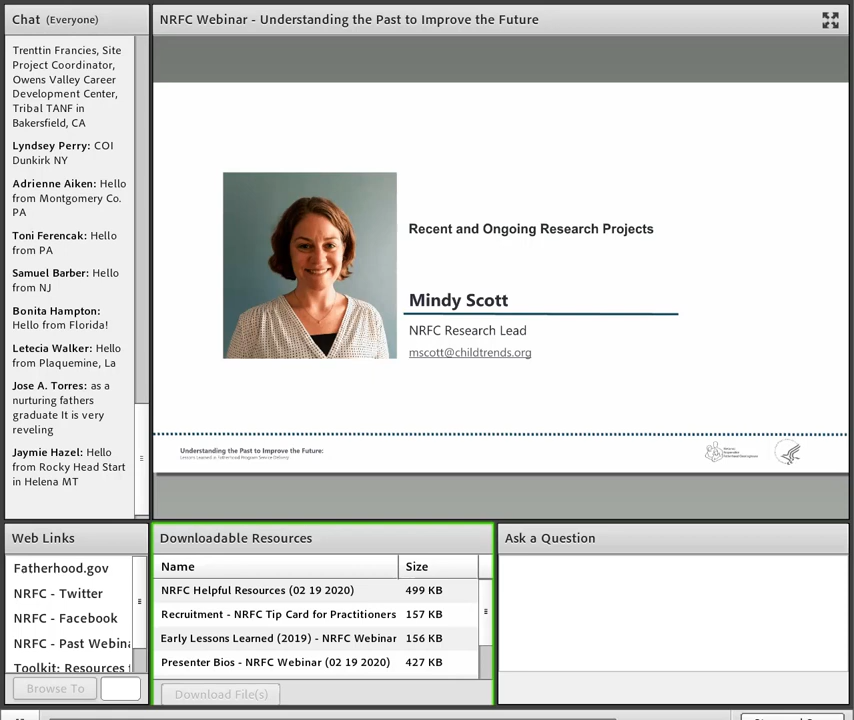 Chat (Everyone)
Trenttin Francies, Site
Project Coordinator,
Owens Valley Career
Development Center,
Tribal TANF in
Bakersfield, CA
Lyndsey Perry: COI
Dunkirk NY
Adrienne Aiken: Hello
from Montgomery Co.
PA
Toni Ferencak: Hello
from PA
Samuel Barber: Hello
from NJ
Bonita Hampton:
Hello from Florida!
Letecia Walker: Hello
from Plaquemine, La
Jose A. Torres: as a
nurturing fathers
graduate It is very
reveling
Jaymie Hazel: Hello
from Rocky Head Start
in Helena MT
NRFC Webinar - Understanding the Past to Improve the Future
Recent and Ongoing Research Projects
Mindy Scott
NRFC Research Lead
mscott@childtrends.org
Understanding the Past to Improve the Future:
Lessons Learned in Fatherhood Program Service Delivery
Web Links
Fatherhood.gov
NRFC - Twitter
NRFC - Facebook
NRFC - Past Webina
Toolkit: Resources f
Browse To
Downloadable Resources
Name Size
NRFC Helpful Resources (02 19 2020) 499 KB
Recruitment - NRFC Tip Card for Practitioners 157 KB
Early Lessons Learned (2019) - NRFC Webinar 156 KB
Presenter Bios - NRFC Webinar (02 19 2020) 427 KB
Download File(s)
Ask a Question